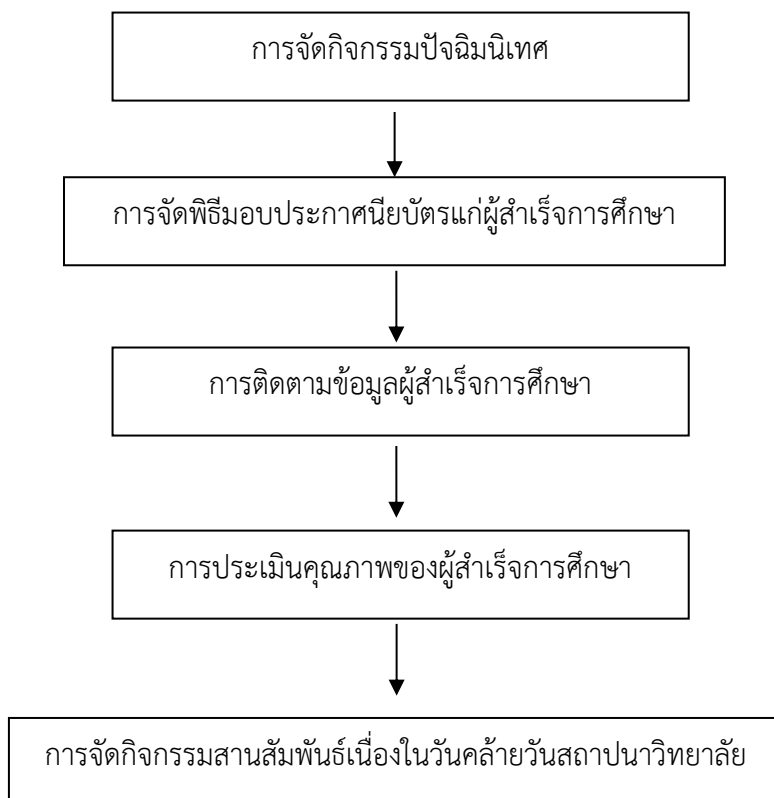 การจัดกิจกรรมปัจฉิมนิเทศ
การจัดพิธีมอบประกาศนียบัตรแก่ผู้สำเร็จการศึกษา
การติดตามข้อมูลผู้สำเร็จการศึกษา
การประเมินคุณภาพของผู้สำเร็จการศึกษา
การจัดกิจกรรมสานสัมพันธ์เนื่องในวันคล้ายวันสถาปนาวิทยาลัย